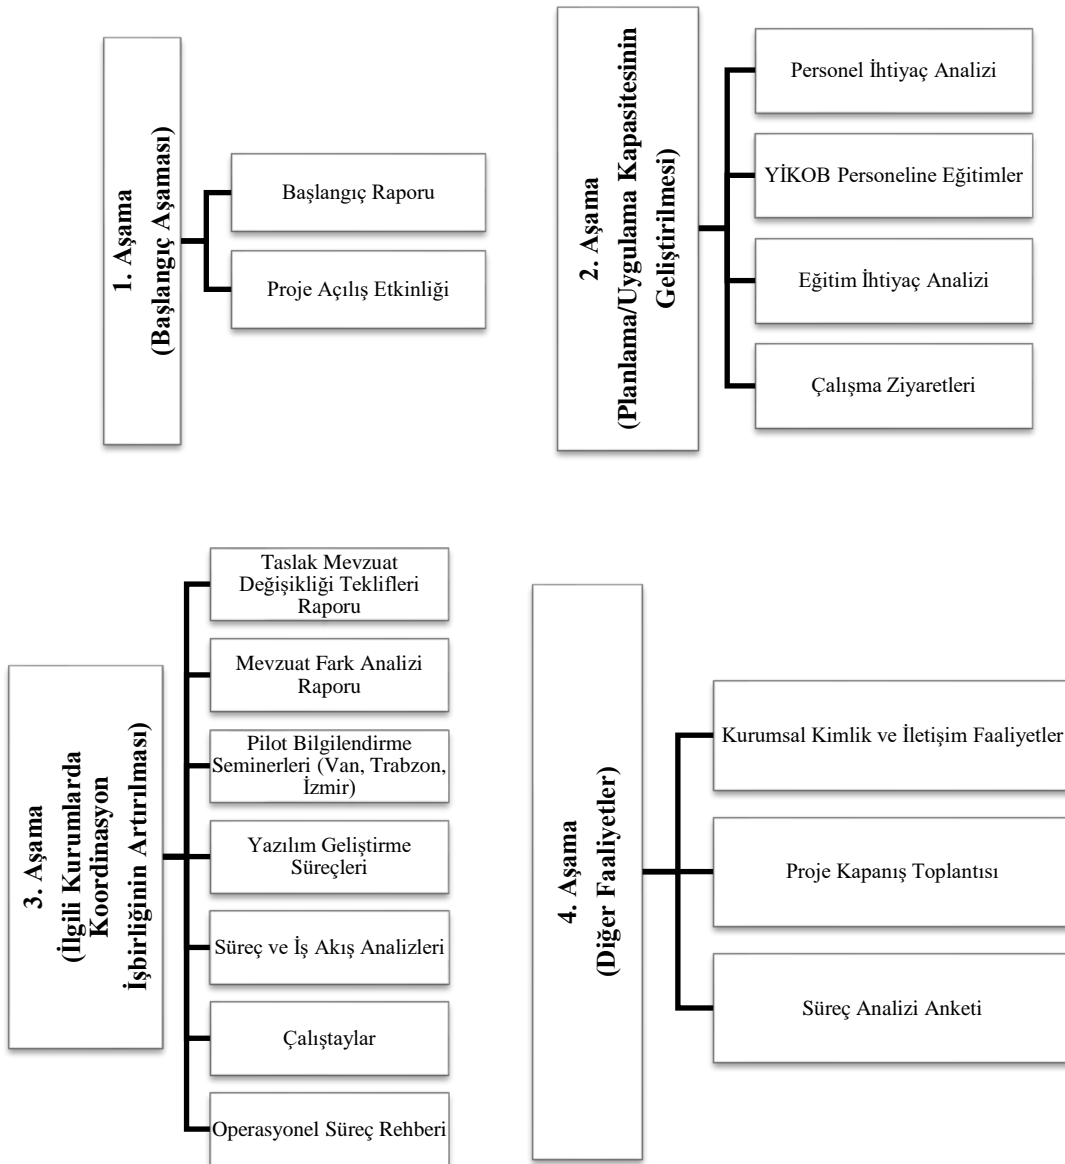 1. Aşama
(Başlangıç Aşaması)
Başlangıç Raporu
Proje Açılış Etkinliği
2. Aşama
(Planlama/Uygulama Kapasitesinin
Geliştirilmesi)
Personel İhtiyaç Analizi
YİKOB Personeline Eğitimler
Eğitim İhtiyaç Analizi
Çalışma Ziyaretleri
3. Aşama
(İlgili Kurumlarda
Koordinasyon
İşbirliğinin Artırılması)
Taslak Mevzuat
Değişikliği Teklifleri
Raporu
Mevzuat Fark Analizi
Raporu
Pilot Bilgilendirme
Seminerleri (Van, Trabzon,
İzmir)
Yazılım Geliştirme
Süreçleri
Süreç ve İş Akış Analizleri
Çalıştaylar
Operasyonel Süreç Rehberi
4. Aşama
(Diğer Faaliyetler)
Kurumsal Kimlik ve İletişim Faaliyetler
Proje Kapanış Toplantısı
Süreç Analizi Anketi